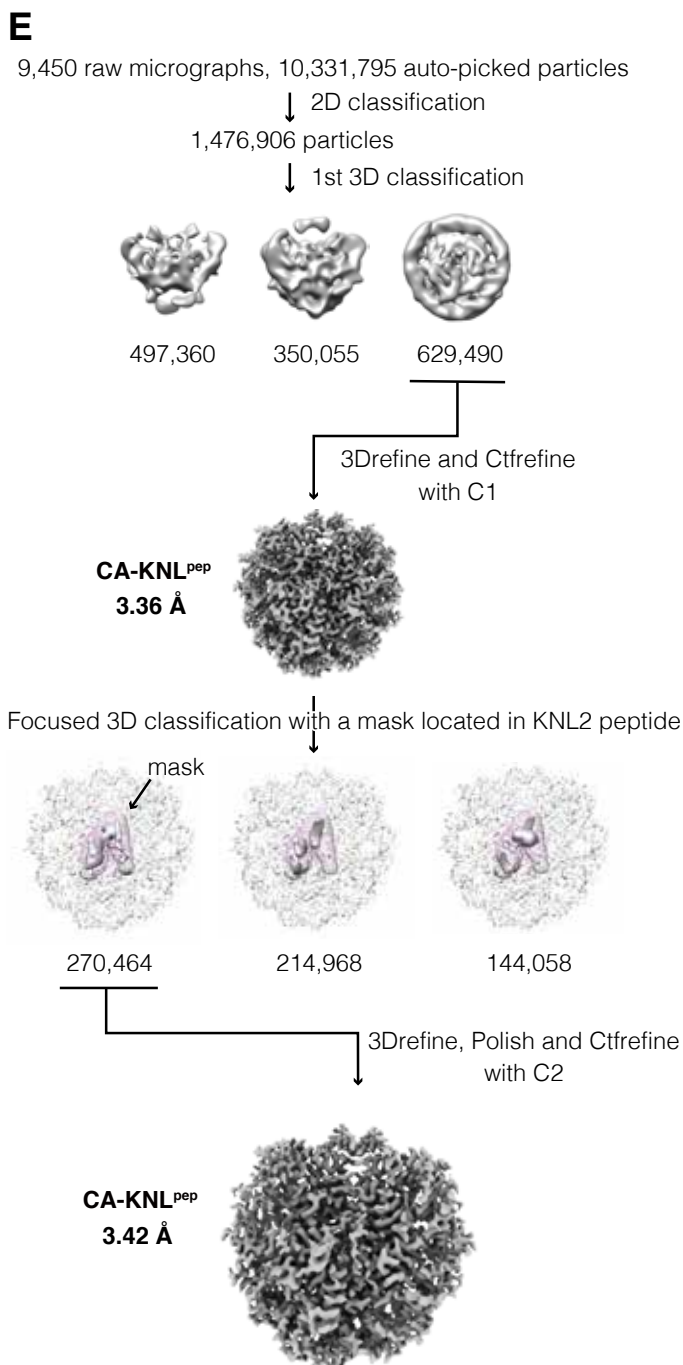 E
9,450 raw micrographs, 10,331,795 auto-picked particles
2D classification
1,476,906 particles
1st 3D classification
497,360
350,055
629,490
3Drefine and Ctfrefine
with C1
CA-KNLpep
3.36 Å
Focused 3D classification with a mask located in KNL2 peptide
mask
270,464
214,968
144,058
3Drefine, Polish and Ctfrefine
with C2
CA-KNLpep
3.42 Å